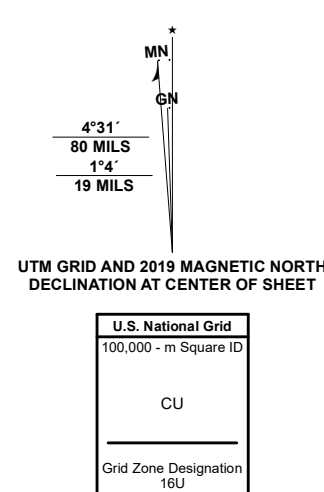 ★
MN
GN
4°31´
80 MILS
1°4´
19 MILS
UTM GRID AND 2019 MAGNETIC NORTH
DECLINATION AT CENTER OF SHEET
U.S. National Grid
100,000 - m Square ID
CU
Grid Zone Designation
16U